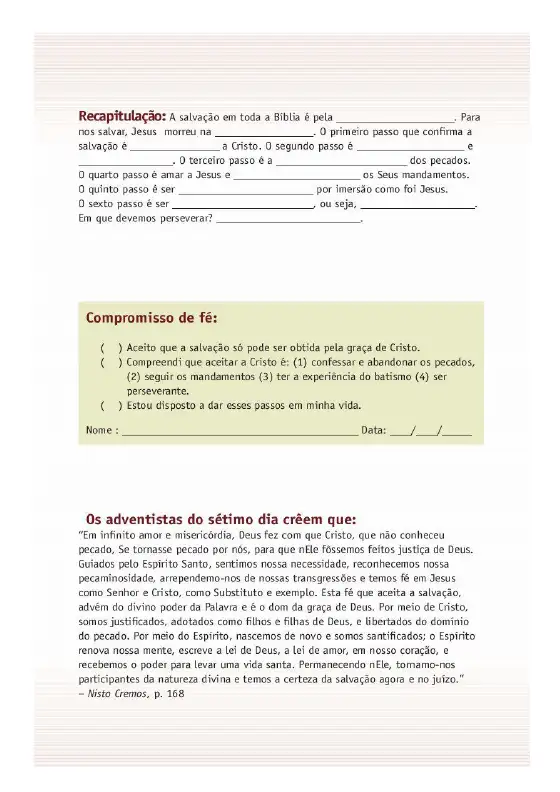 Recapitulação: A salvação em toda a Bíblia é pela ____________________. Para
nos salvar, Jesus morreu na _________________. O primeiro passo que confirma a
salvação é _______________ a Cristo. O segundo passo é __________________ e
________________. O terceiro passo é a ______________________ dos pecados.
O quarto passo é amar a Jesus e _____________________ os Seus mandamentos.
O quinto passo é ser _______________________ por imersão como foi Jesus.
O sexto passo é ser ________________________, ou seja, ___________________.
Em que devemos perseverar? ________________________.
Compromisso de fé:
( ) Aceito que a salvação só pode ser obtida pela graça de Cristo.
( ) Compreendi que aceitar a Cristo é: (1) confessar e abandonar os pecados,
(2) seguir os mandamentos (3) ter a experiência do batismo (4) ser
perseverante.
( ) Estou disposto a dar esses passos em minha vida.
Nome : ________________________________________ Data: ____/____/_____
Os adventistas do sétimo dia crêem que:
"Em infinito amor e misericórdia, Deus fez com que Cristo, que não conheceu
pecado, Se tornasse pecado por nós, para que nEle fôssemos feitos justiça de Deus.
Guiados pelo Espírito Santo, sentimos nossa necessidade, reconhecemos nossa
pecaminosidade, arrependemo-nos de nossas transgressões e temos fé em Jesus
como Senhor e Cristo, como Substituto e exemplo. Esta fé que aceita a salvação,
advém do divino poder da Palavra e é o dom da graça de Deus. Por meio de Cristo,
somos justificados, adotados como filhos e filhas de Deus, e libertados do domínio
do pecado. Por meio do Espírito, nascemos de novo e somos santificados; o Espírito
renova nossa mente, escreve a lei de Deus, a lei de amor, em nosso coração, e
recebemos o poder para levar uma vida santa. Permanecendo nEle, tornamo-nos
participantes da natureza divina e temos a certeza da salvação agora e no juízo."
– Nisto Cremos, p. 168